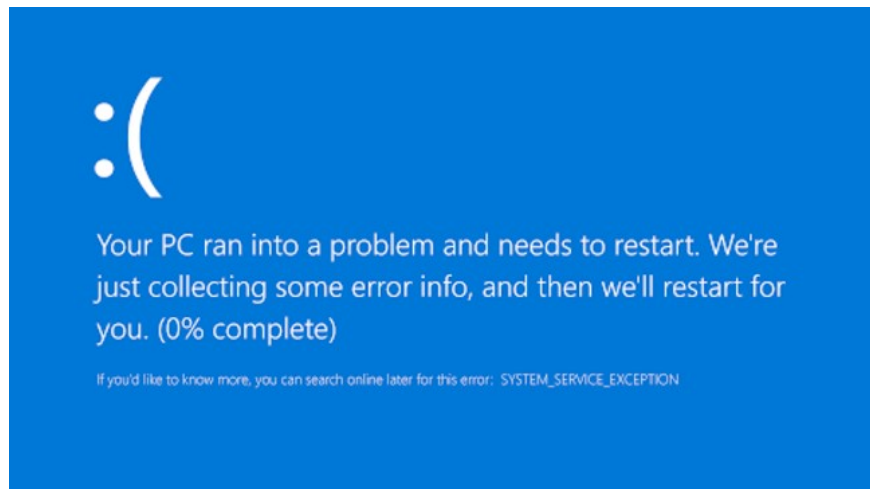 :(
Your PC ran into a problem and needs to restart. We're
just collecting some error info, and then we'll restart for
you. (0% complete)
If you'd like to know more, you can search online later for this error: SYSTEM_SERVICE_EXCEPTION